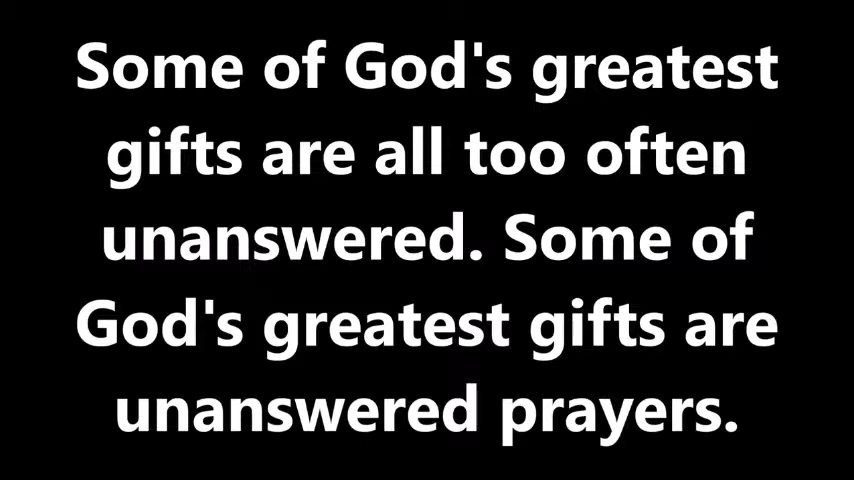 Some of God's greatest
gifts are all too often
unanswered. Some of
God's greatest gifts are
unanswered prayers.